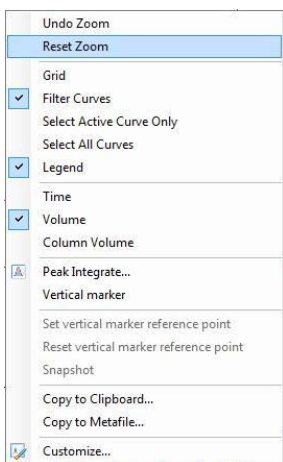 Undo Zoom
Reset Zoom
Grid
Filter Curves
Select Active Curve Only
Select All Curves
Legend
Time
Volume
Column Volume
Peak Integrate...
Vertical marker
Set vertical marker reference point
Reset vertical marker reference point
Snapshot
Copy to Clipboard...
Copy to Metafile...
Customize...